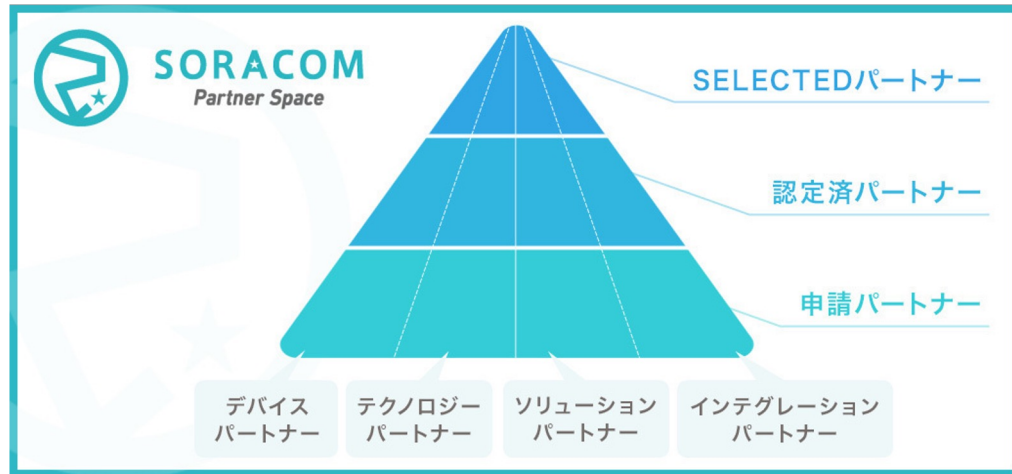 SORACOM
Partner Space
SELECTEDパートナー
認定済パートナー
申請パートナー
デバイス
パートナー
テクノロジー
パートナー
ソリューション
パートナー
インテグレーション
パートナー